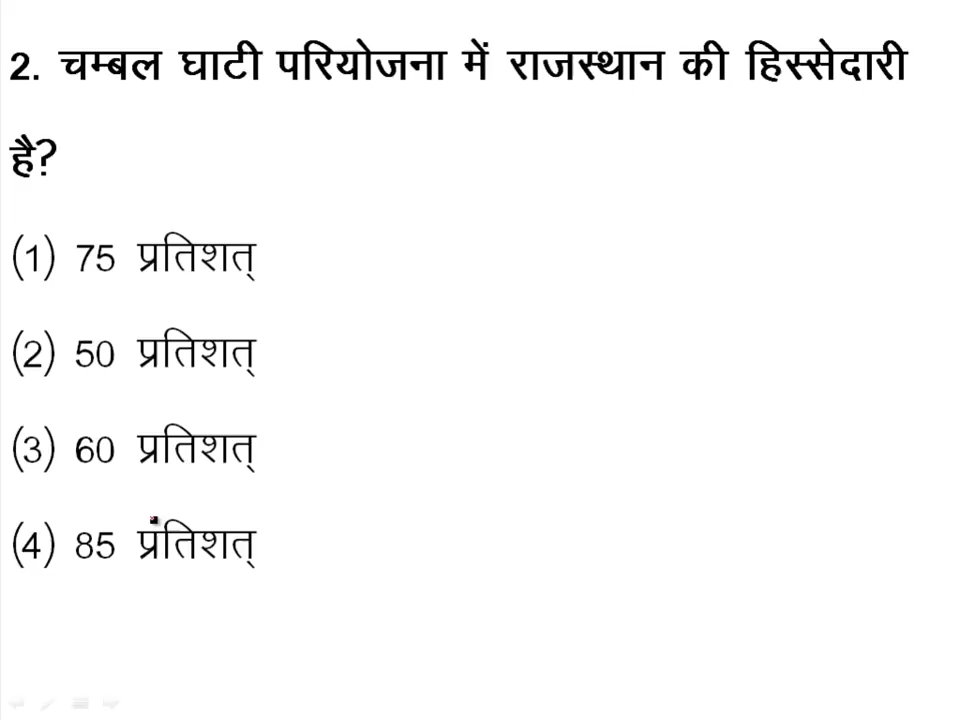 2. चम्बल घाटी परियोजना में राजस्थान की हिस्सेदारी
है?
(1) 75 प्रतिशत्
(2) 50 प्रतिशत्
(3) 60 प्रतिशत्
(4) 85 प्रतिशत्